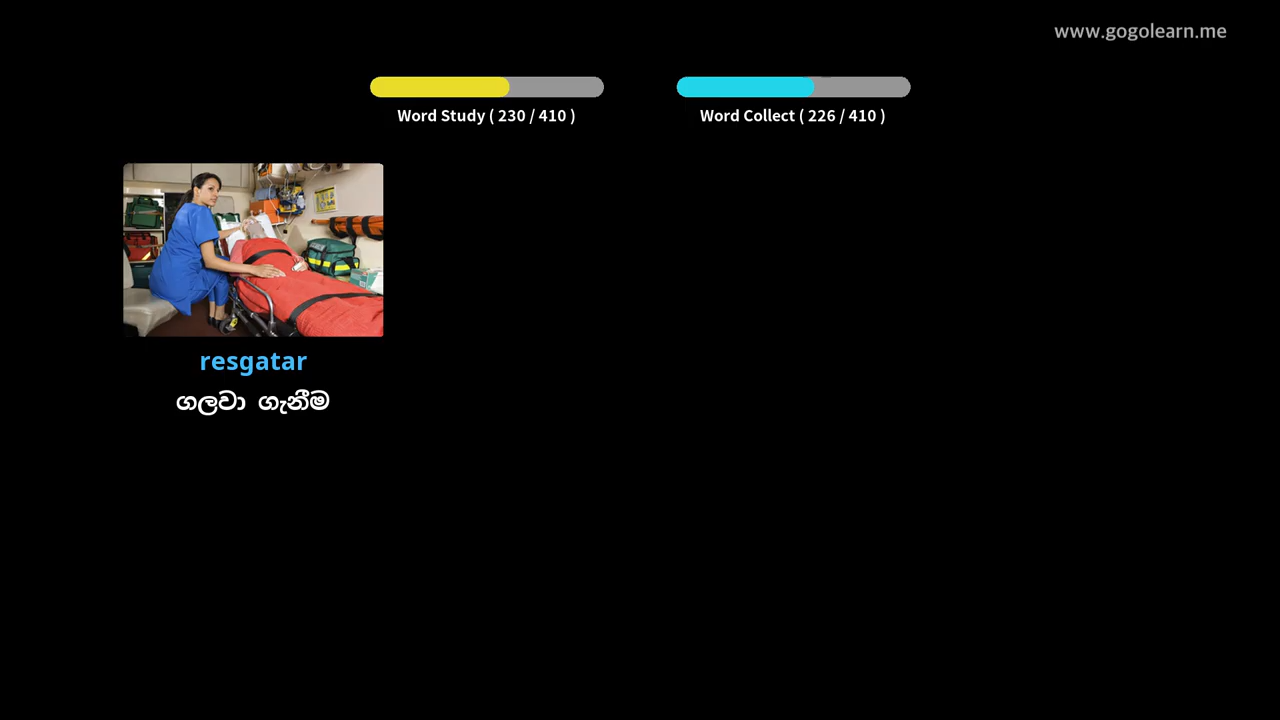 www.gogolearn.me
Word Study ( 230 / 410 )
Word Collect ( 226 / 410 )
resgatar
ගලවා ගැනීම